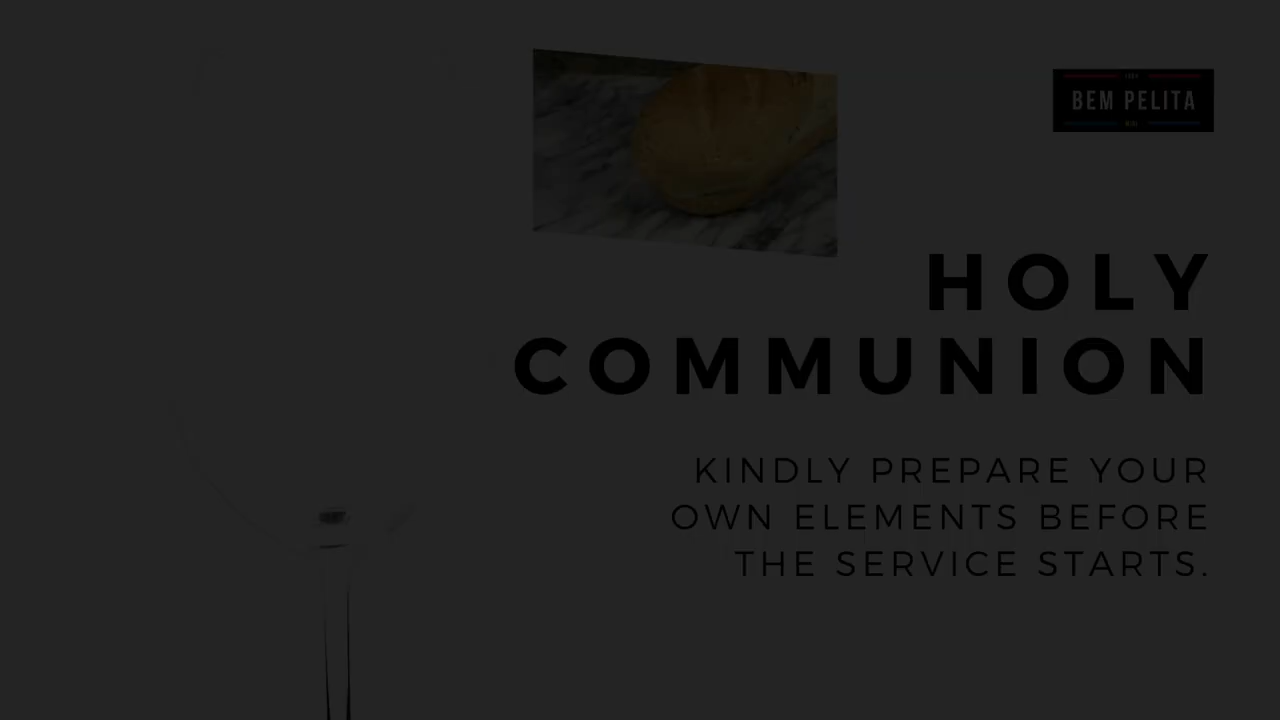 BEM PELITA
HOLY
COMMUNION
KINDLY PREPARE YOUR
OWN ELEMENTS BEFORE
THE SERVICE STARTS.